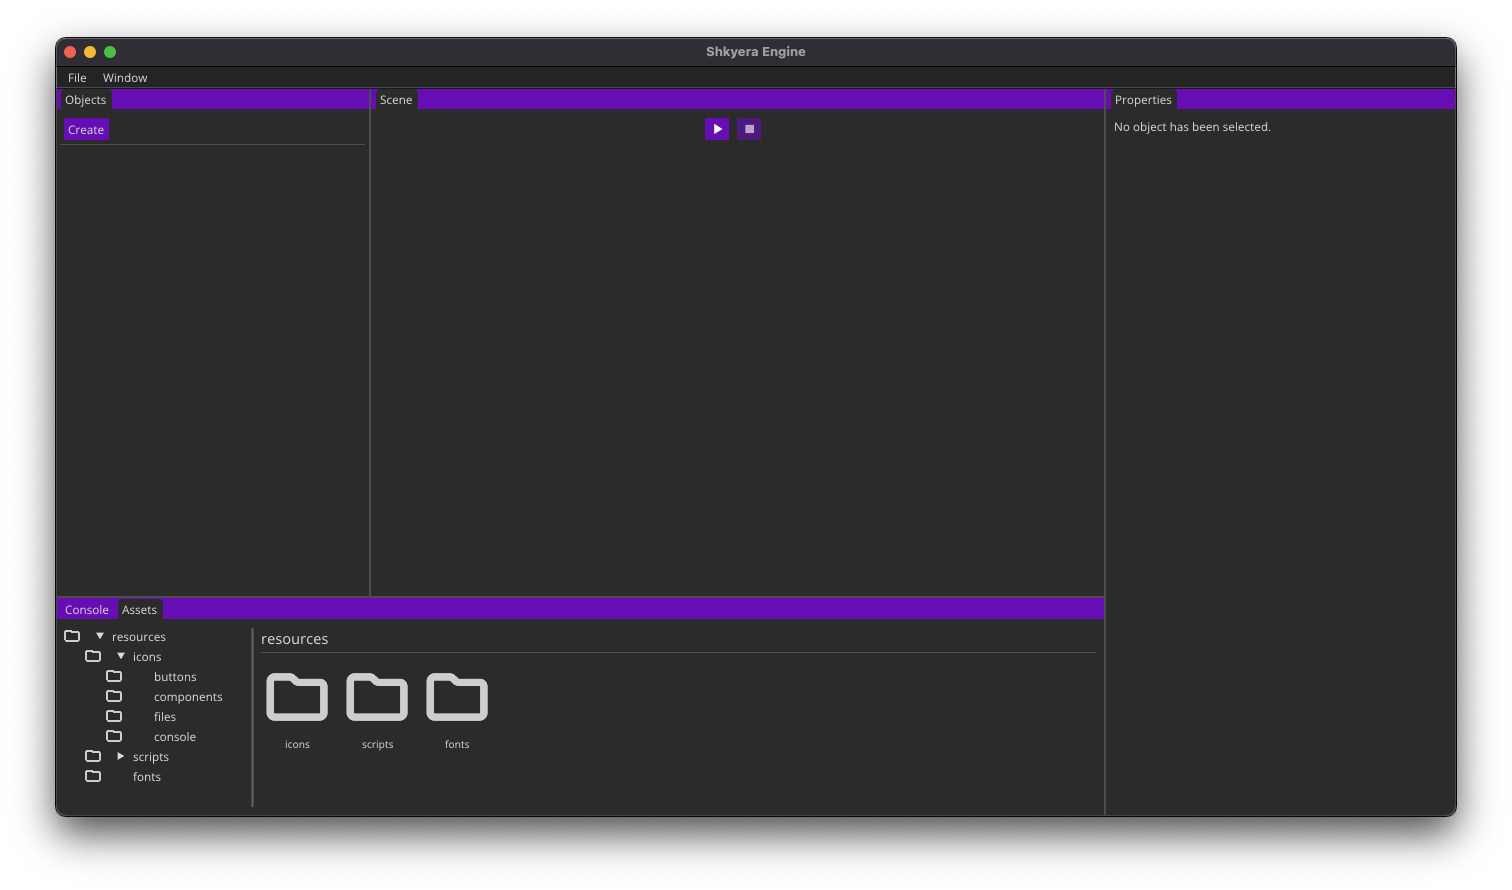 Shkyera Engine
File Window
Objects
Create
Scene
Properties
No object has been selected.
Console Assets
resources
icons
buttons
components
files
console
scripts
fonts
resources
icons scripts fonts